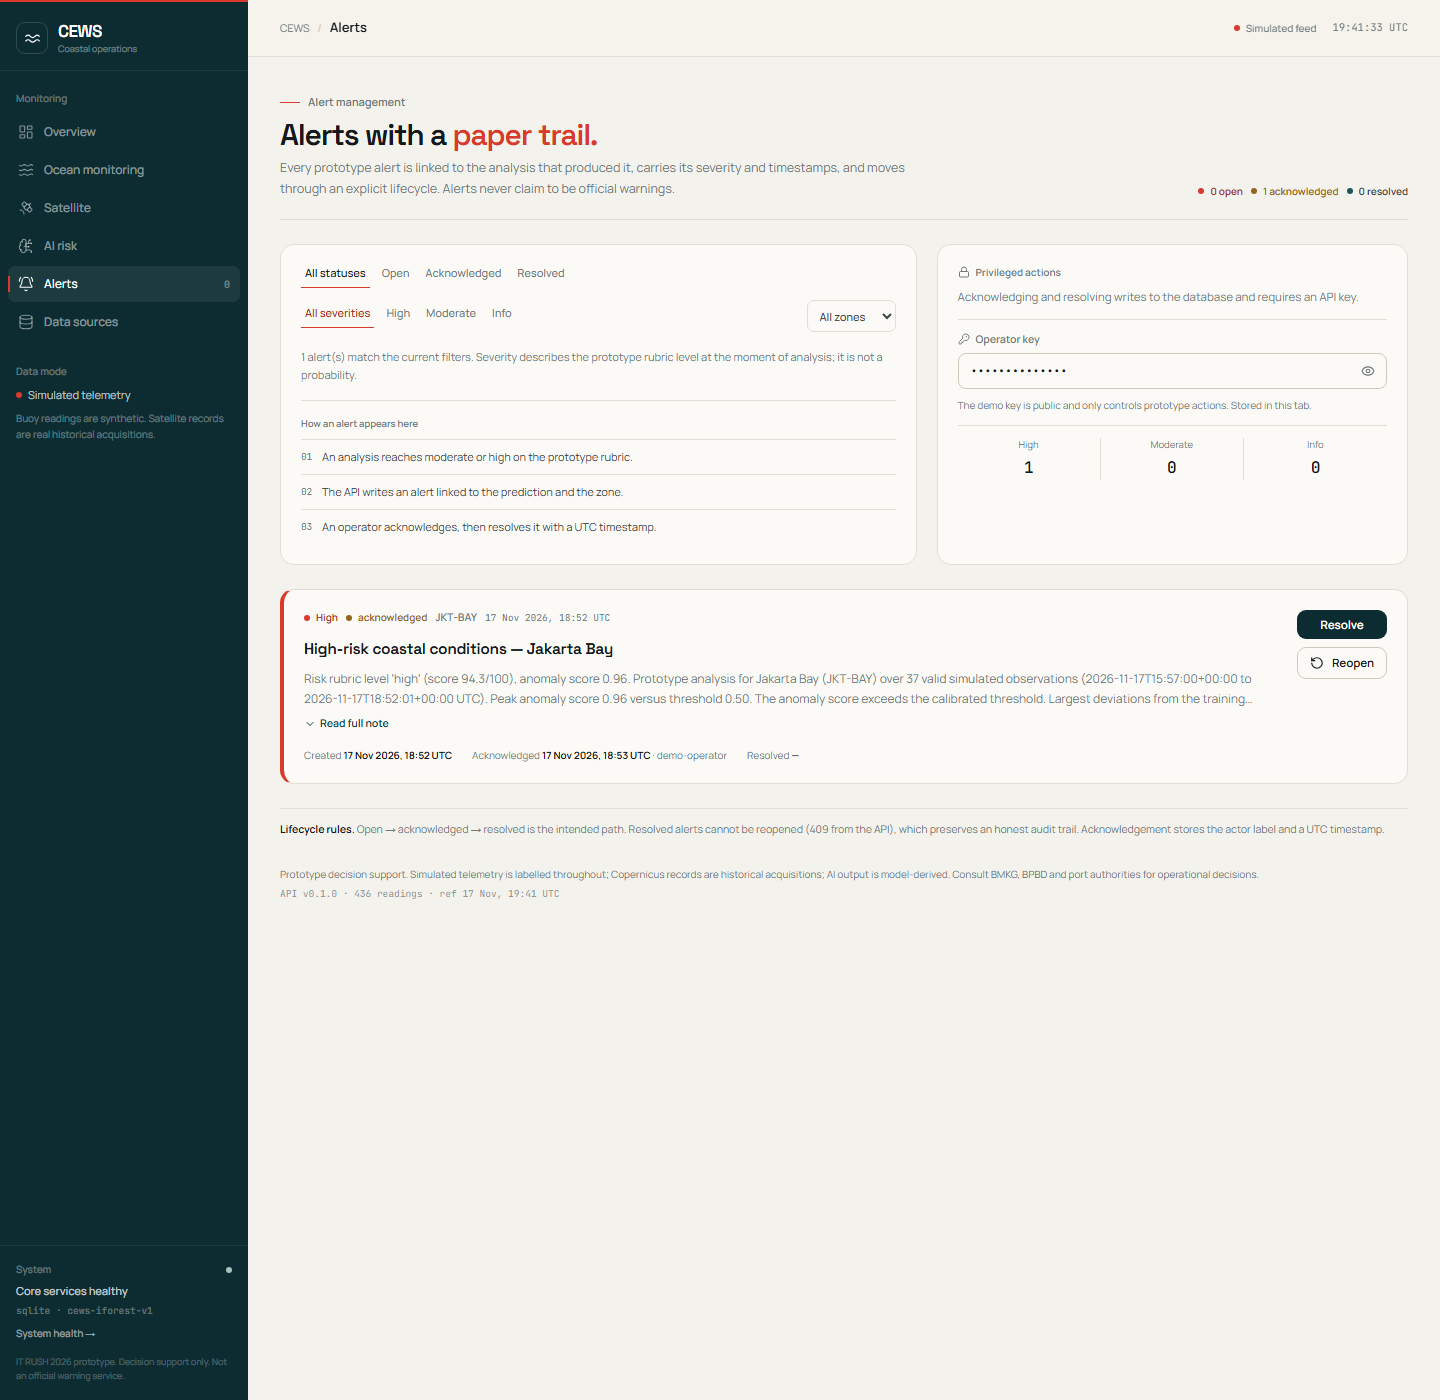 CEWS
Coastal operations
Monitoring
Overview
Ocean monitoring
Satellite
AI risk
Alerts 0
Data sources
Data mode
Simulated telemetry
Buoy readings are synthetic. Satellite records
are real historical acquisitions.
System
Core services healthy
sqlite · cews-iforest-v1
System health →
IT RUSH 2026 prototype. Decision support only. Not
an official warning service.
CEWS / Alerts
Simulated feed 19:41:33 UTC
Alert management
Alerts with a paper trail.
Every prototype alert is linked to the analysis that produced it, carries its severity and timestamps, and moves
through an explicit lifecycle. Alerts never claim to be official warnings.
0 open 1 acknowledged 0 resolved
All statuses Open Acknowledged Resolved
All severities High Moderate Info All zones
1 alert(s) match the current filters. Severity describes the prototype rubric level at the moment of analysis; it is not a
probability.
How an alert appears here
01 An analysis reaches moderate or high on the prototype rubric.
02 The API writes an alert linked to the prediction and the zone.
03 An operator acknowledges, then resolves it with a UTC timestamp.
Privileged actions
Acknowledging and resolving writes to the database and requires an API key.
Operator key
••••••••••••••
The demo key is public and only controls prototype actions. Stored in this tab.
High Moderate Info
1 0 0
High acknowledged JKT-BAY 17 Nov 2026, 18:52 UTC
High-risk coastal conditions — Jakarta Bay
Risk rubric level 'high' (score 94.3/100), anomaly score 0.96. Prototype analysis for Jakarta Bay (JKT-BAY) over 37 valid simulated observations (2026-11-17T15:57:00+00:00 to
2026-11-17T18:52:01+00:00 UTC). Peak anomaly score 0.96 versus threshold 0.50. The anomaly score exceeds the calibrated threshold. Largest deviations from the training...
Read full note
Created 17 Nov 2026, 18:52 UTC Acknowledged 17 Nov 2026, 18:53 UTC · demo-operator Resolved —
Resolve
Reopen
Lifecycle rules. Open → acknowledged → resolved is the intended path. Resolved alerts cannot be reopened (409 from the API), which preserves an honest audit trail. Acknowledgement stores the actor label and a UTC timestamp.
Prototype decision support. Simulated telemetry is labelled throughout; Copernicus records are historical acquisitions; AI output is model-derived. Consult BMKG, BPBD and port authorities for operational decisions.
API v0.1.0 · 436 readings · ref 17 Nov, 19:41 UTC